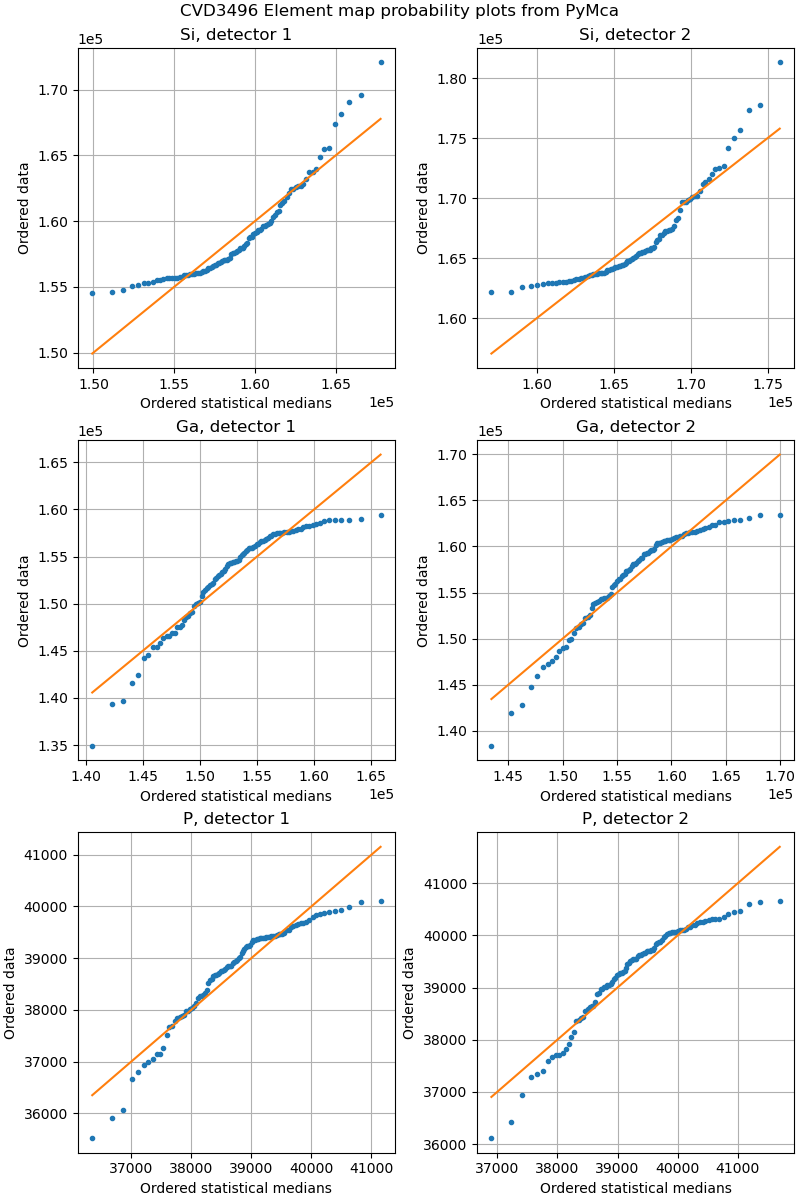 CVD3496 Element map probability plots from PyMca
Si, detector 1
1e5
1.70
1.65
1.60
1.55
1.50
Ordered data
1.50 1.55 1.60 1.65
Ordered statistical medians
1e5
Si, detector 2
1e5
1.80
1.75
1.70
1.65
1.60
Ordered data
1.60 1.65 1.70 1.75
Ordered statistical medians
1e5
Ga, detector 1
1e5
1.65
1.60
1.55
1.50
1.45
1.40
1.35
Ordered data
1.40 1.45 1.50 1.55 1.60 1.65
Ordered statistical medians
1e5
Ga, detector 2
1e5
1.70
1.65
1.60
1.55
1.50
1.45
1.40
Ordered data
1.45 1.50 1.55 1.60 1.65 1.70
Ordered statistical medians
1e5
P, detector 1
41000
40000
39000
38000
37000
36000
Ordered data
37000 38000 39000 40000 41000
Ordered statistical medians
P, detector 2
41000
40000
39000
38000
37000
36000
Ordered data
37000 38000 39000 40000 41000
Ordered statistical medians